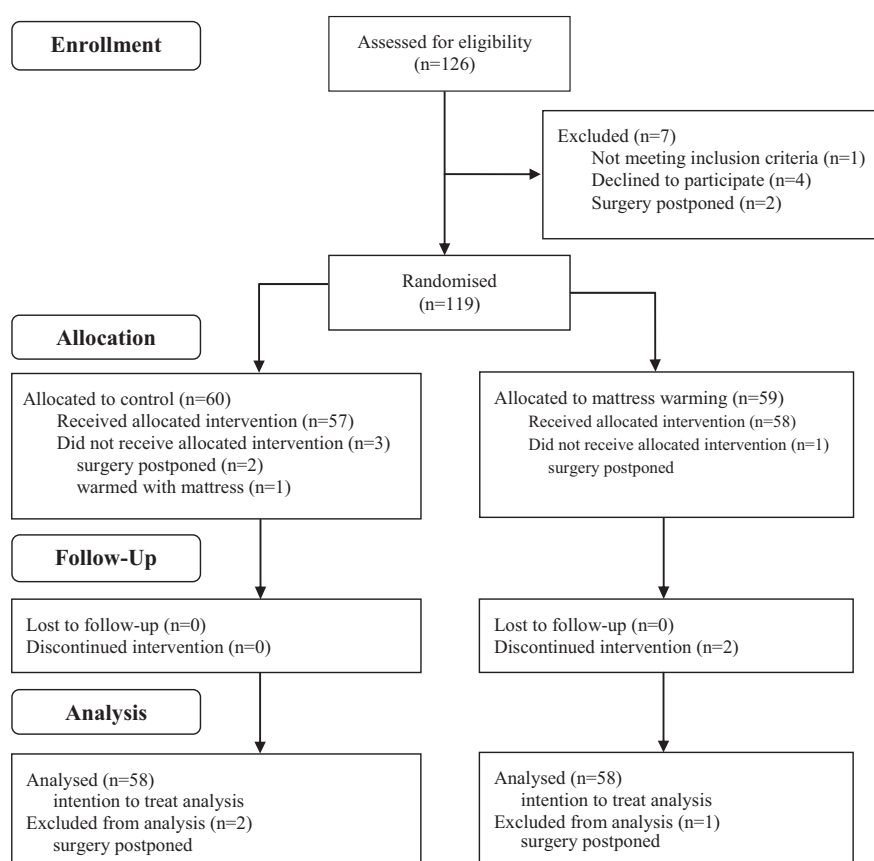 Enrollment
Assessed for eligibility
(n=126)
Excluded (n=7)
Not meeting inclusion criteria (n=1)
Declined to participate (n=4)
Surgery postponed (n=2)
Randomised
(n=119)
Allocation
Allocated to control (n=60)
Received allocated intervention (n=57)
Did not receive allocated intervention (n=3)
surgery postponed (n=2)
warmed with mattress (n=1)
Allocated to mattress warming (n=59)
Received allocated intervention (n=58)
Did not receive allocated intervention (n=1)
surgery postponed
Follow-Up
Lost to follow-up (n=0)
Discontinued intervention (n=0)
Lost to follow-up (n=0)
Discontinued intervention (n=2)
Analysis
Analysed (n=58)
intention to treat analysis
Excluded from analysis (n=2)
surgery postponed
Analysed (n=58)
intention to treat analysis
Excluded from analysis (n=1)
surgery postponed